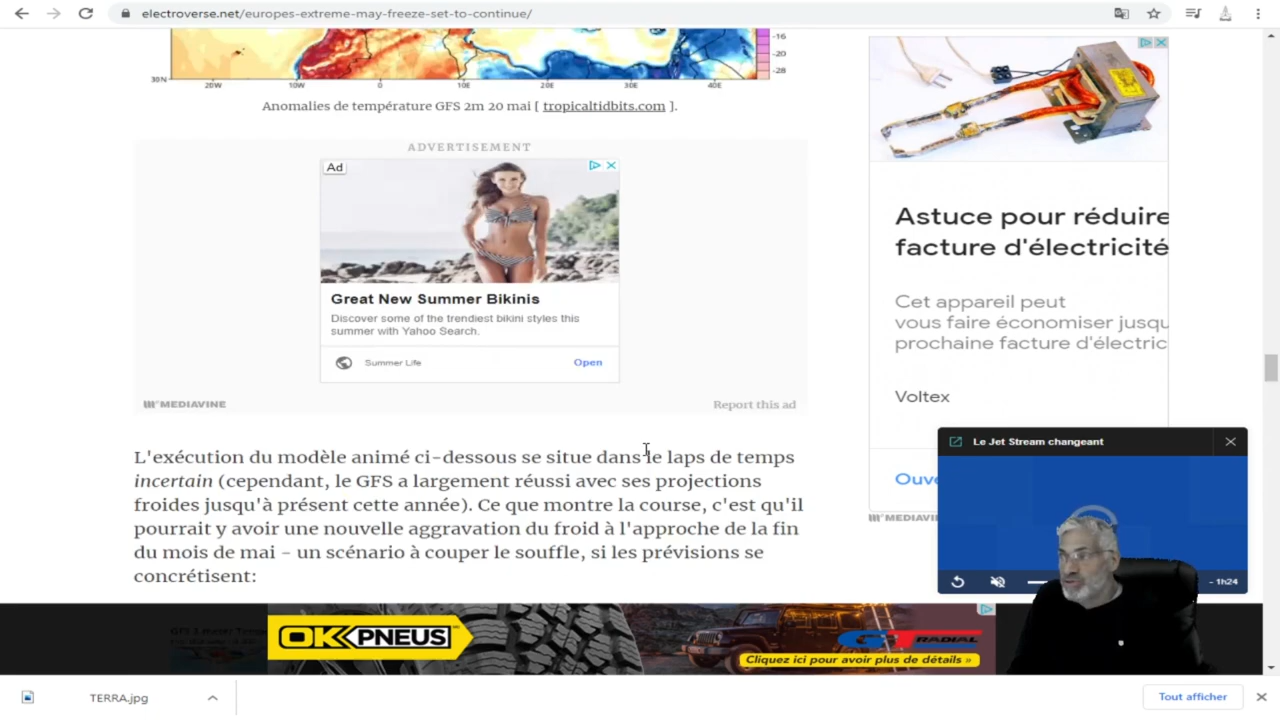 electroverse.net/europes-extreme-may-freeze-set-to-continue/
-16
-20
-28
30N
20W
10W
0
10E
20E
30E
40E
Anomalies de température GFS 2m 20 mai [ tropicaltidbits.com ].
ADVERTISEMENT
Ad
Great New Summer Bikinis
Discover some of the trendiest bikini styles this
summer with Yahoo Search.
Summer Life
Open
MEDIAVINE
Report this ad
L'exécution du modèle animé ci-dessous se situe dans le laps de temps
incertain (cependant, le GFS a largement réussi avec ses projections
froides jusqu'à présent cette année). Ce que montre la course, c'est qu'il
pourrait y avoir une nouvelle aggravation du froid à l'approche de la fin
du mois de mai - un scénario à couper le souffle, si les prévisions se
concrétisent:
Astuce pour réduire
facture d'électricité
Cet appareil peut
vous faire économiser jusqu
prochaine facture d'électric
Voltex
Ouve
MEDIAVI
Le Jet Stream changeant
- 1h24
OK PNEUS
GT RADIAL
Cliquez ici pour avoir plus de détails »
TERRA.jpg
Tout afficher